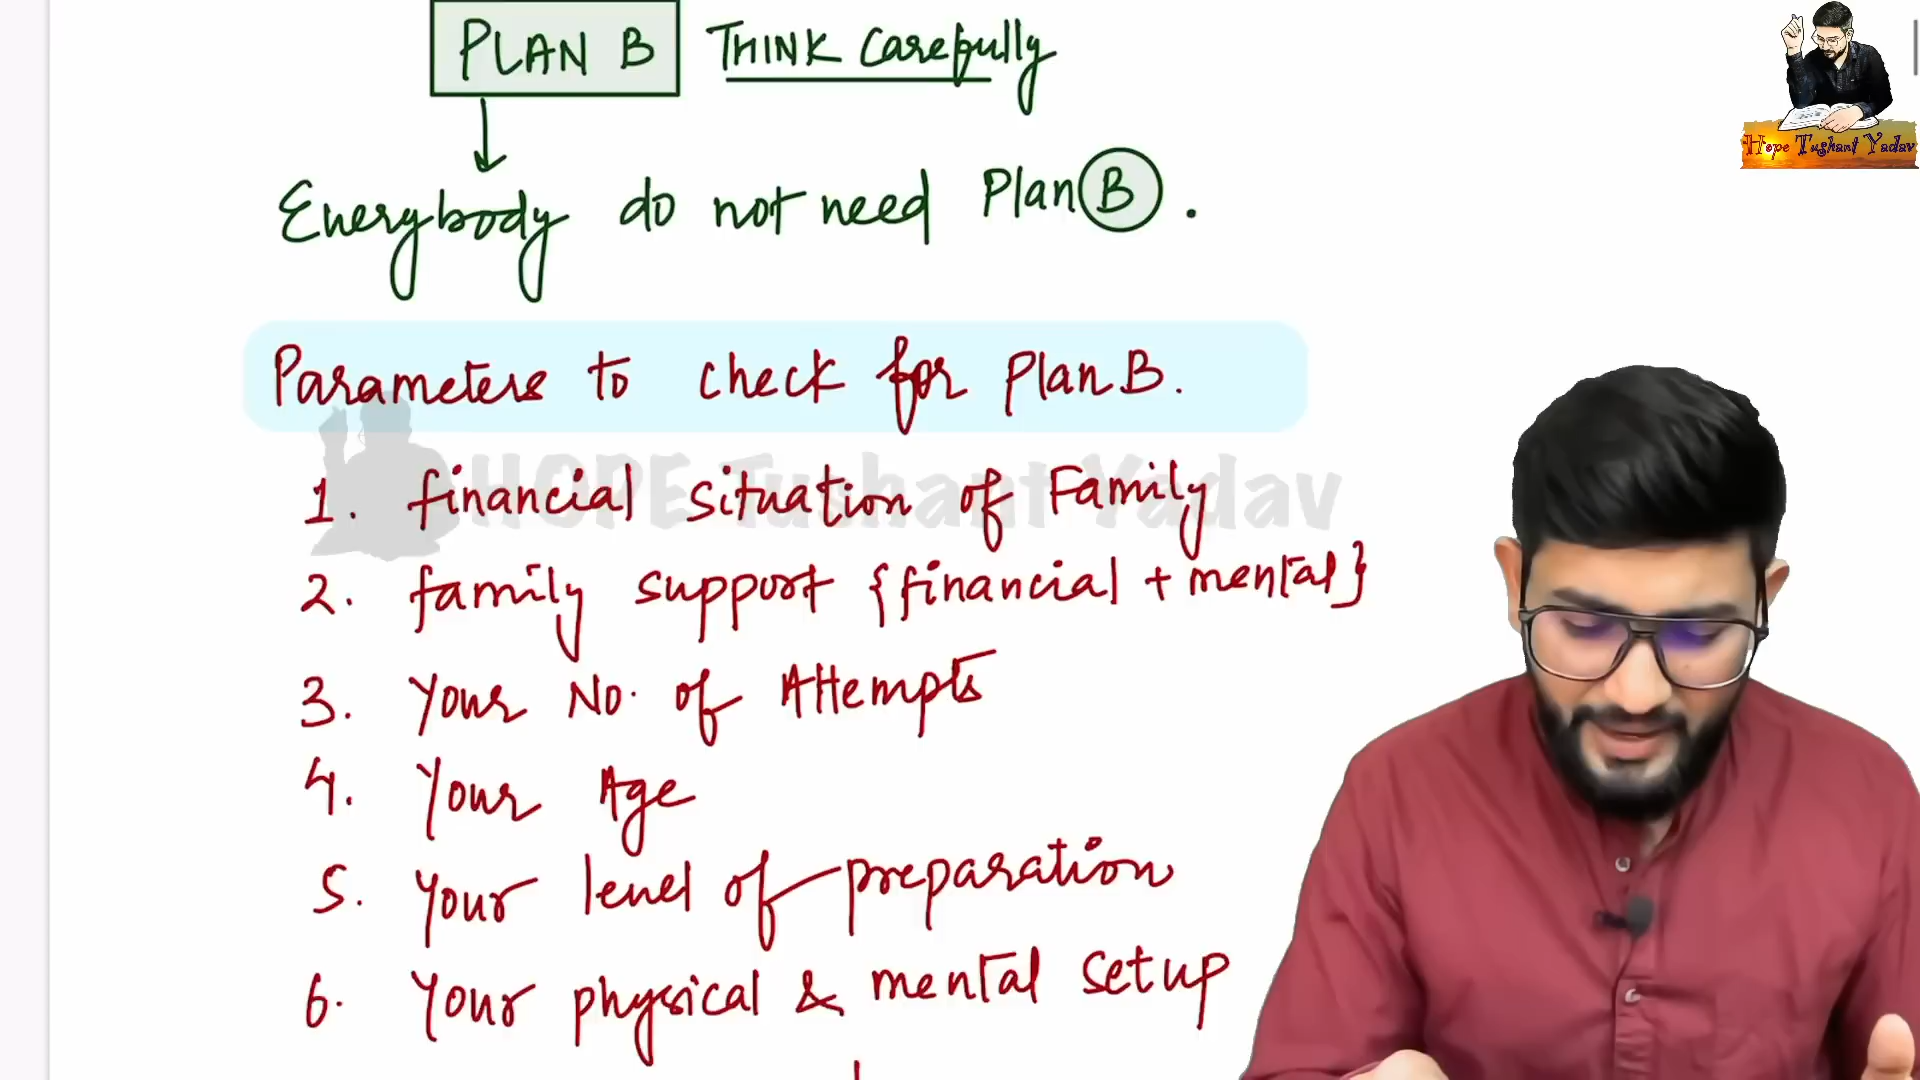 PLAN B THINK Carefully
Everybody do not need Plan B.
Parameters to check for Plan B.
1. financial situation of Family
2. family support {financial + mental}
3. Your No. of Attempts
4. Your Age
5. Your level of preparation
6. Your physical & mental setup
HOPE Tushant Yadav
Hope Tushant Yadav